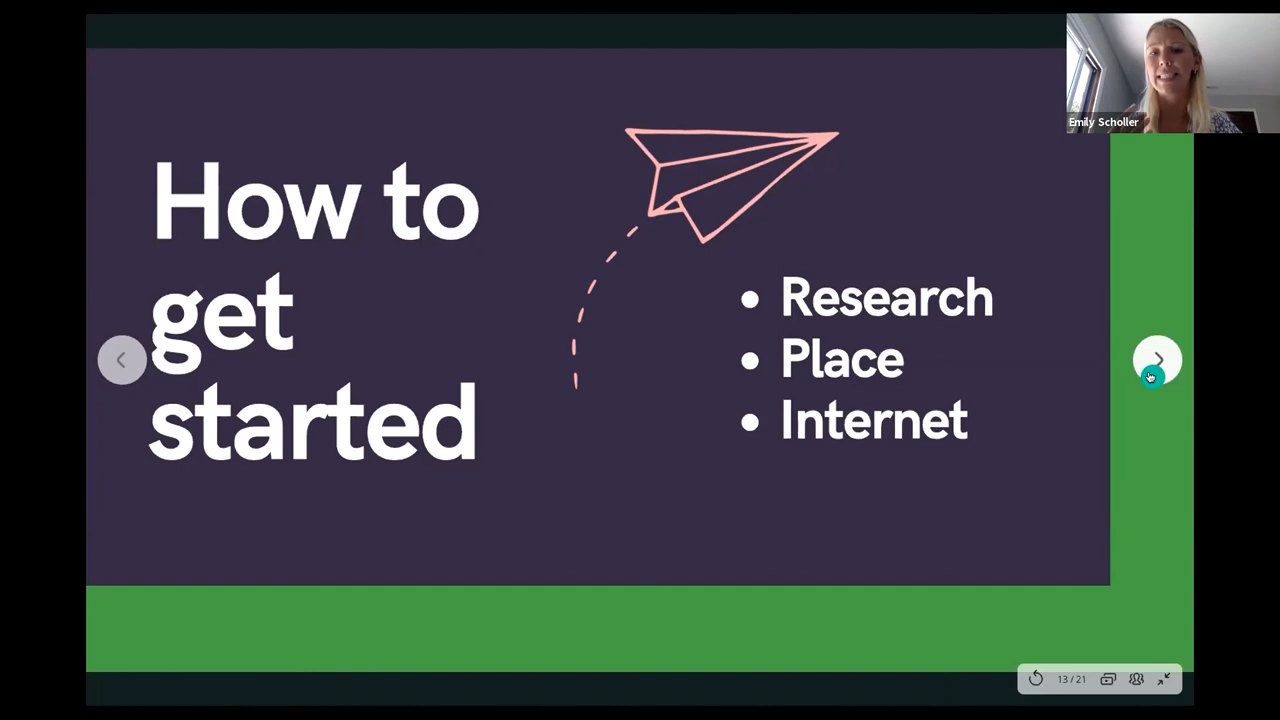 Emily Scholler
How to
get
started
Research
Place
Internet
13 / 21